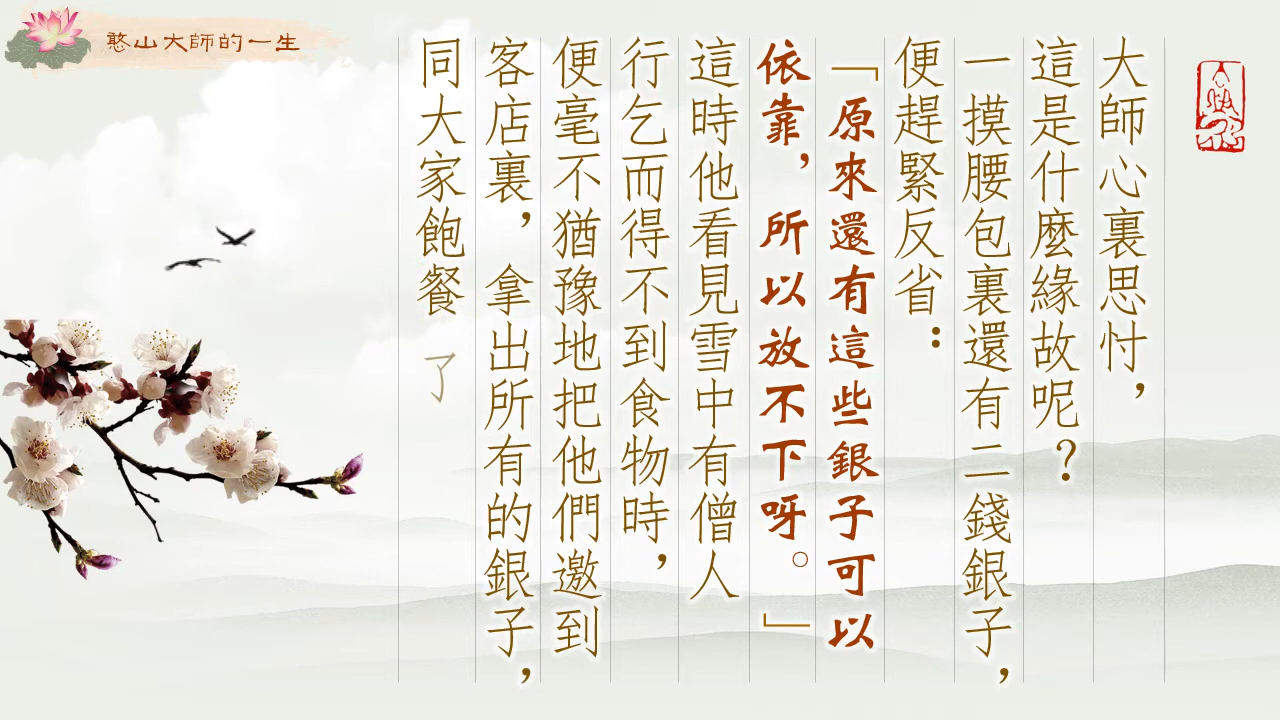 憨山大師的一生
大師心裏思忖，
這是什麼緣故呢？
一摸腰包裏還有二錢銀子，
便趕緊反省：
「原來還有這些銀子可以
依靠，所以放不下呀。」
這時他看見雪中有僧人
行乞而得不到食物時，
便毫不猶豫地把他們邀到
客店裏，拿出所有的銀子，
同大家飽餐了